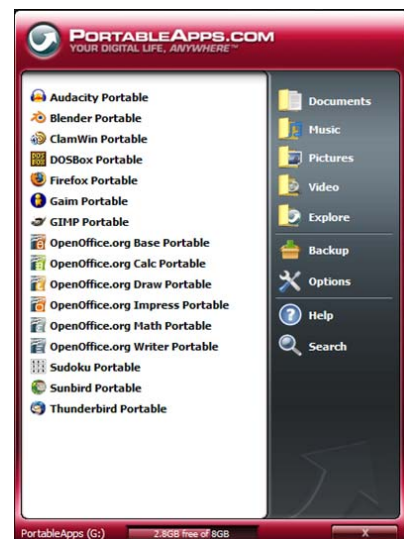 PORTABLEAPPS.COM
YOUR DIGITAL LIFE, ANYWHERE™
Audacity Portable
Blender Portable
ClamWin Portable
DOSBox Portable
Firefox Portable
Gaim Portable
GIMP Portable
OpenOffice.org Base Portable
OpenOffice.org Calc Portable
OpenOffice.org Draw Portable
OpenOffice.org Impress Portable
OpenOffice.org Math Portable
OpenOffice.org Writer Portable
Sudoku Portable
Sunbird Portable
Thunderbird Portable
Documents
Music
Pictures
Video
Explore
Backup
Options
Help
Search
PortableApps (G:)
2.8GB free of 8GB
X